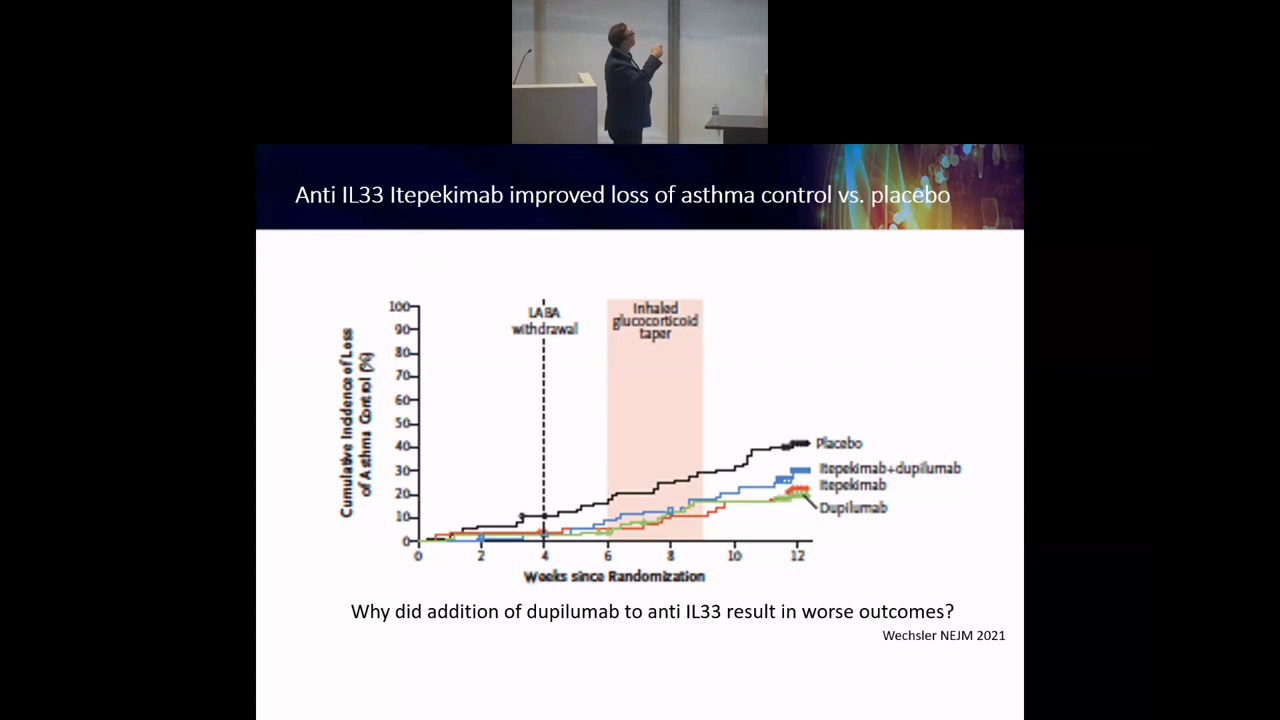 Anti IL33 Itepekimab improved loss of asthma control vs. placebo
Cumulative Incidence of Loss
of Asthma Control (%)
100
90
80
70
60
50
40
30
20
10
0
LABA
withdrawal
Inhaled
glucocorticoid
taper
Placebo
Itepekimab+dupilumab
Itepekimab
Dupilumab
0 2 4 6 8 10 12
Weeks since Randomization
Why did addition of dupilumab to anti IL33 result in worse outcomes?
Wechsler NEJM 2021